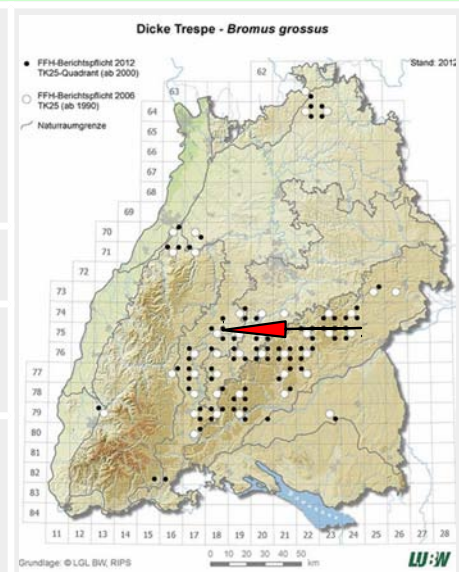 Dicke Trespe - Bromus grossus
FFH-Berichtspflicht 2012
TK25-Quadrant (ab 2000)
FFH-Berichtspflicht 2006
TK25 (ab 1990)
Naturraumgrenze
Stand: 2012
62
63
64
65
66
67
68
69
70
71
72
73
74
75
76
77
78
79
80
81
82
83
84
11 12 13 14 15 16 17 18 19 20 21 22 23 24 25 26 27 28
0 10 20 30 40 50
km
Grundlage: © LGL BW, RIPS
LUBW